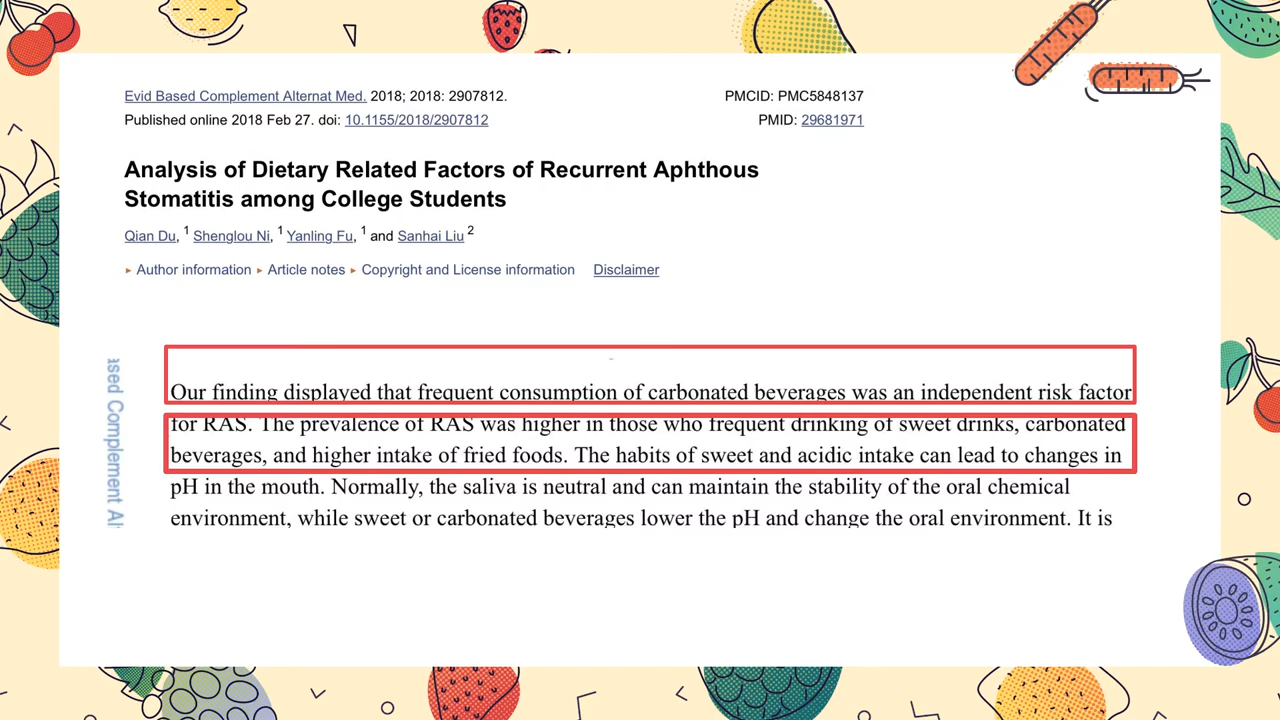 Evid Based Complement Alternat Med. 2018; 2018: 2907812.
PMCID: PMC5848137
Published online 2018 Feb 27. doi: 10.1155/2018/2907812
PMID: 29681971
Analysis of Dietary Related Factors of Recurrent Aphthous
Stomatitis among College Students
Qian Du, 1 Shenglou Ni, 1 Yanling Fu, 1 and Sanhai Liu 2
▸ Author information ▸ Article notes ▸ Copyright and License information Disclaimer
Our finding displayed that frequent consumption of carbonated beverages was an independent risk factor
for RAS. The prevalence of RAS was higher in those who frequent drinking of sweet drinks, carbonated
beverages, and higher intake of fried foods. The habits of sweet and acidic intake can lead to changes in
pH in the mouth. Normally, the saliva is neutral and can maintain the stability of the oral chemical
environment, while sweet or carbonated beverages lower the pH and change the oral environment. It is
Complement